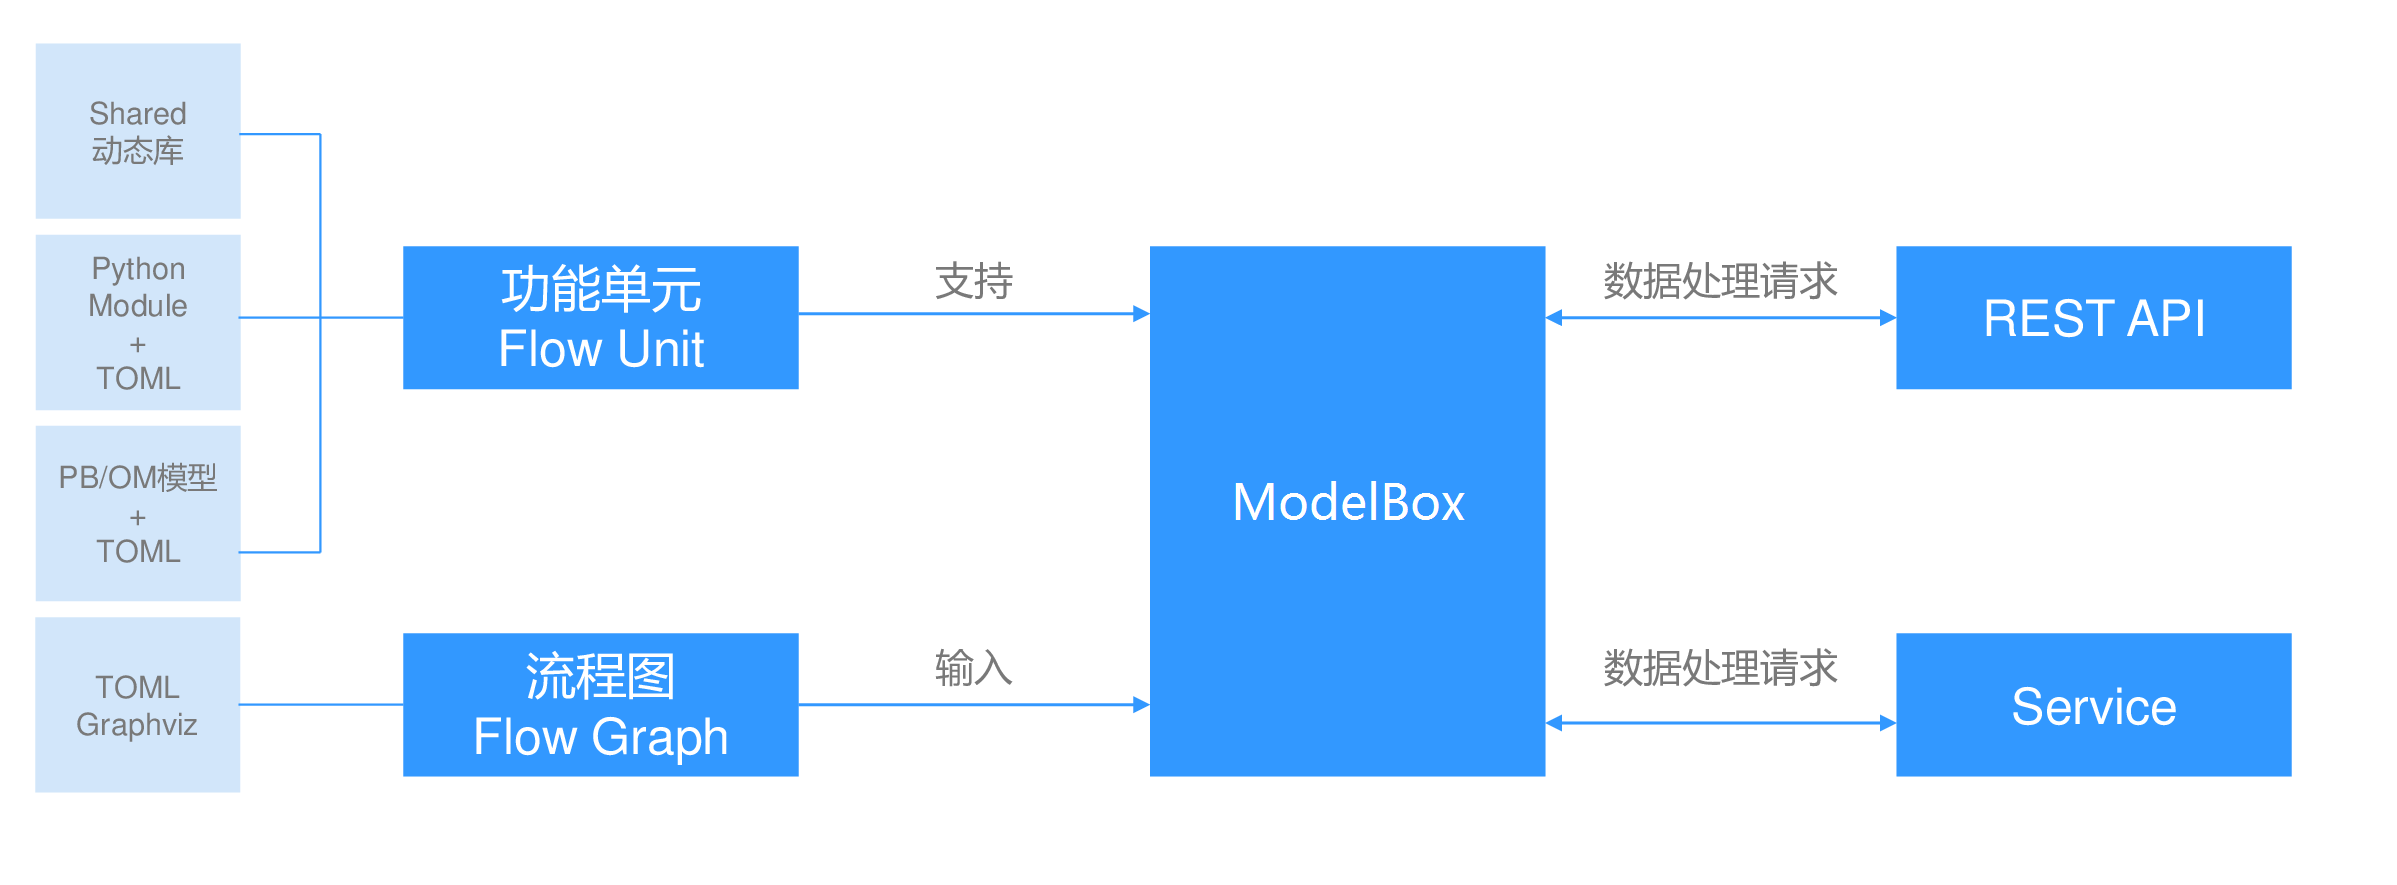 Shared
动态库
Python
Module
+
TOML
PB/OM模型
+
TOML
TOML
Graphviz
功能单元
Flow Unit
流程图
Flow Graph
支持
输入
ModelBox
数据处理请求
数据处理请求
REST API
Service